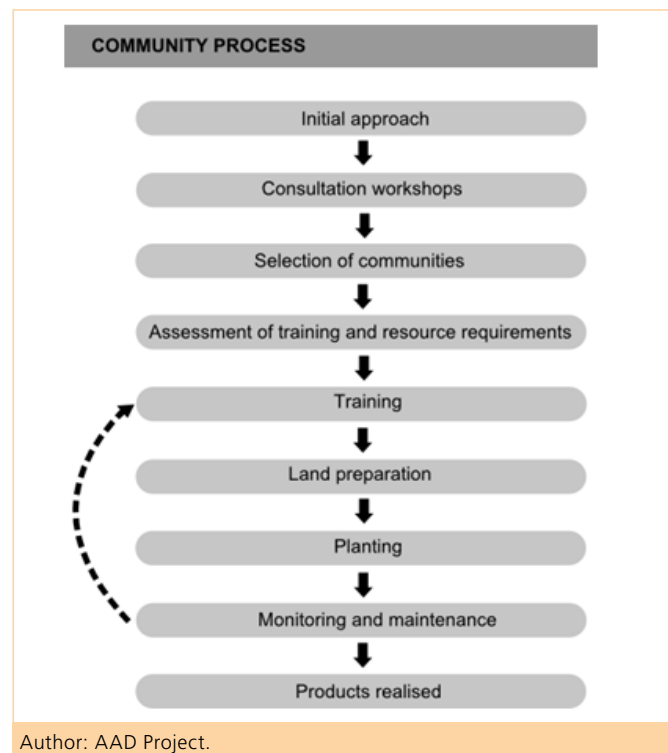 COMMUNITY PROCESS
Initial approach
Consultation workshops
Selection of communities
Assessment of training and resource requirements
Training
Land preparation
Planting
Monitoring and maintenance
Products realised
Author: AAD Project.